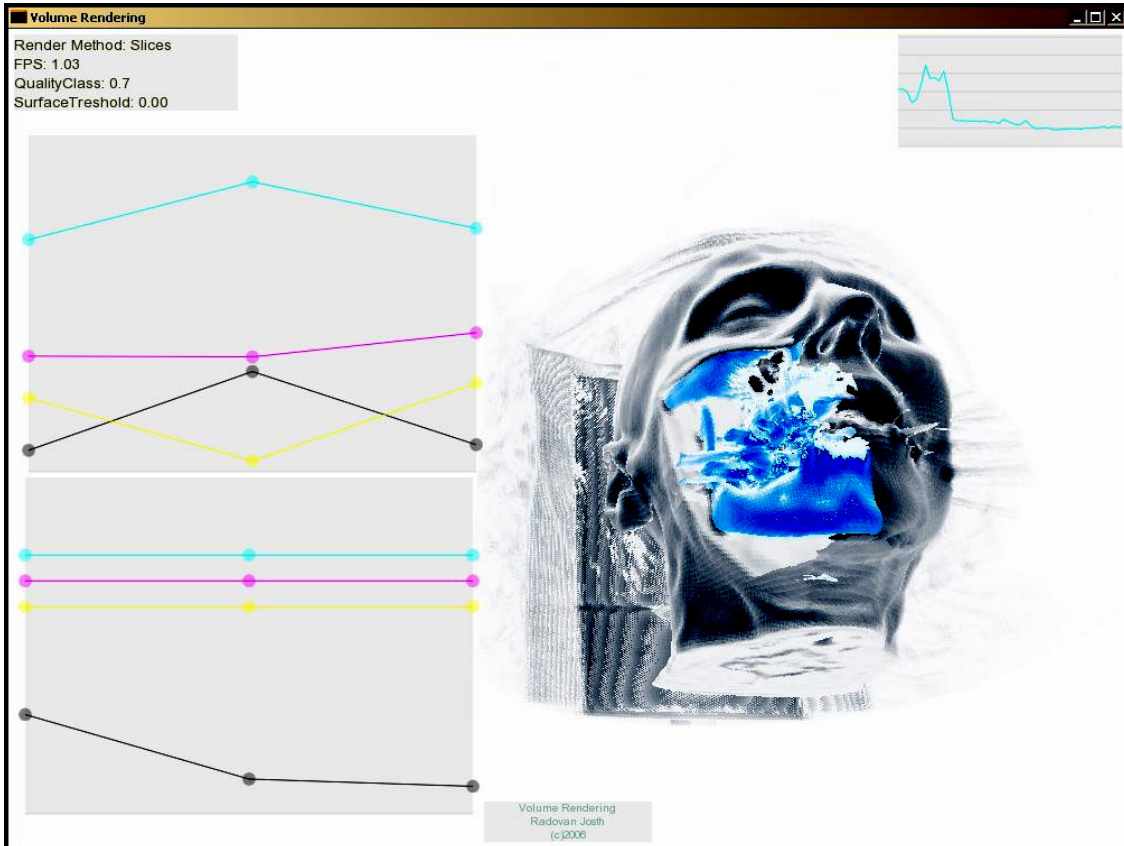 Volume Rendering
Render Method: Slices
FPS: 1.03
QualityClass: 0.7
SurfaceTreshold: 0.00
Volume Rendering
Radovan Josth
(c)2006